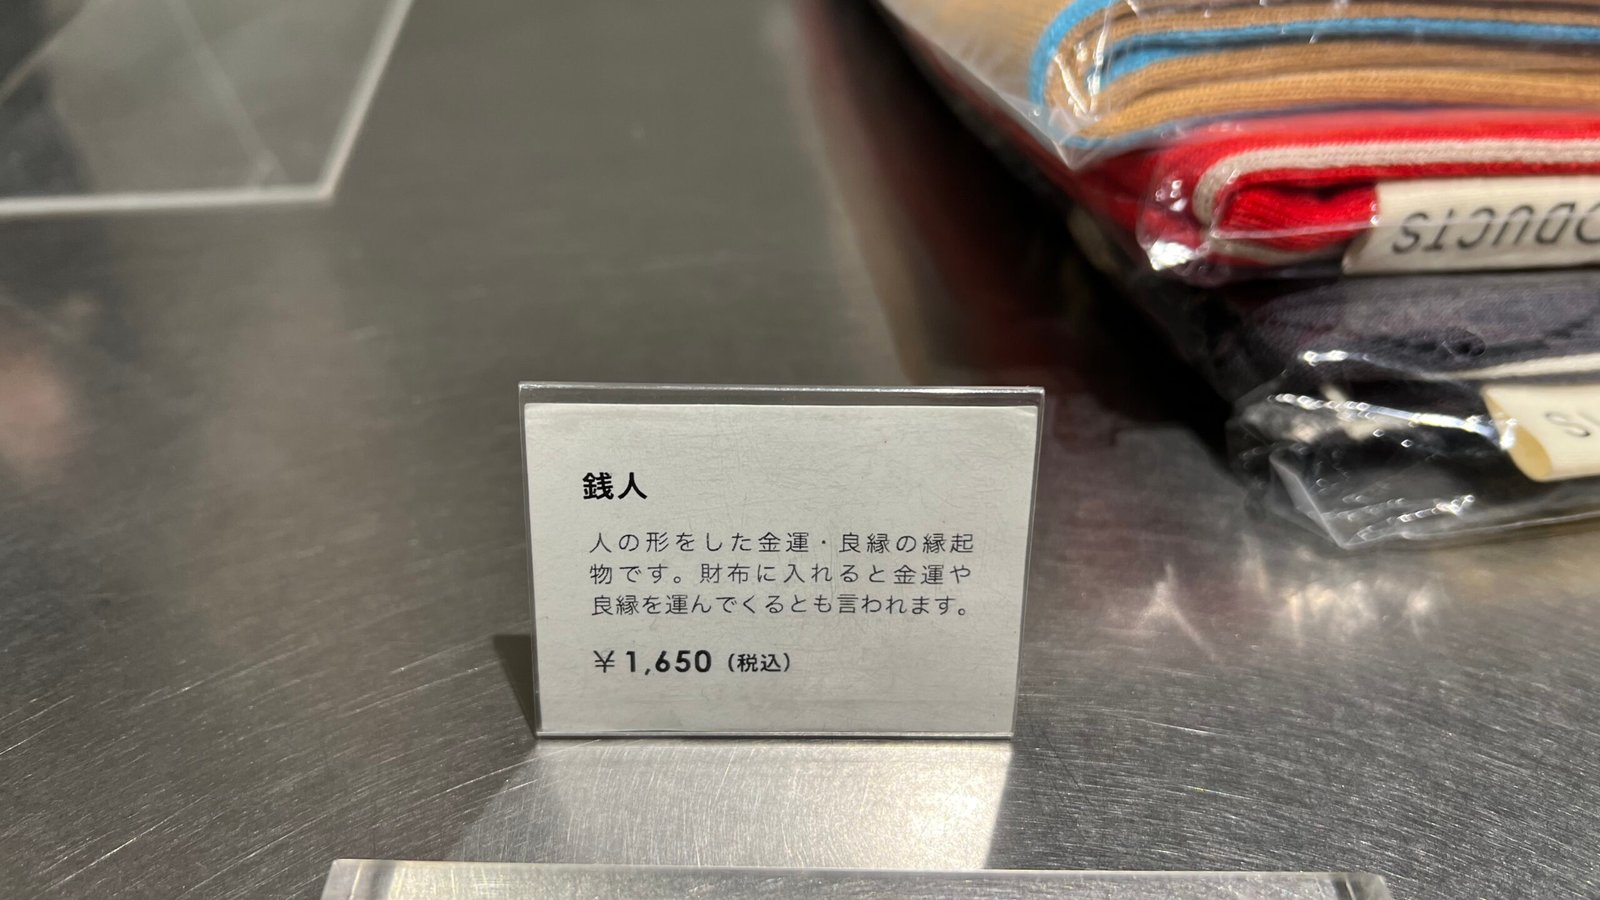 銭人
人の形をした金運・良縁の縁起
物です。財布に入れると金運や
良縁を運んでくるとも言われます。
¥1,650（税込）